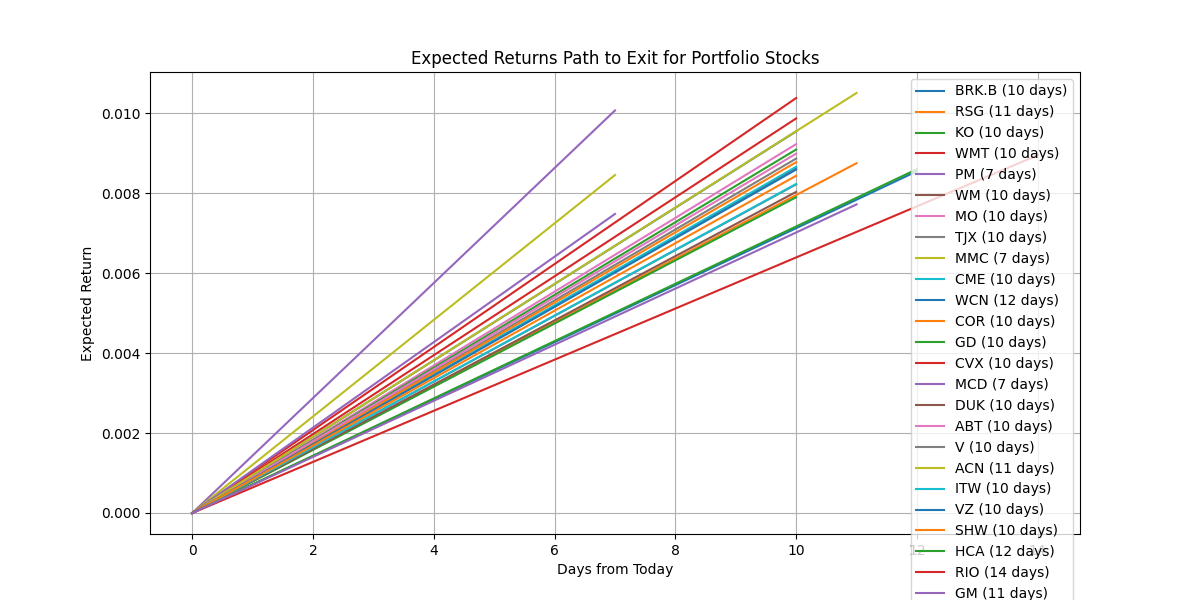 Expected Returns Path to Exit for Portfolio Stocks
Expected Return
0.010
0.008
0.006
0.004
0.002
0.000
0
2
4
6
8
10
12
14
Days from Today
BRK.B (10 days)
RSG (11 days)
KO (10 days)
WMT (10 days)
PM (7 days)
WM (10 days)
MO (10 days)
TJX (10 days)
MMC (7 days)
CME (10 days)
WCN (12 days)
COR (10 days)
GD (10 days)
CVX (10 days)
MCD (7 days)
DUK (10 days)
ABT (10 days)
V (10 days)
ACN (11 days)
ITW (10 days)
VZ (10 days)
SHW (10 days)
HCA (12 days)
RIO (14 days)
GM (11 days)